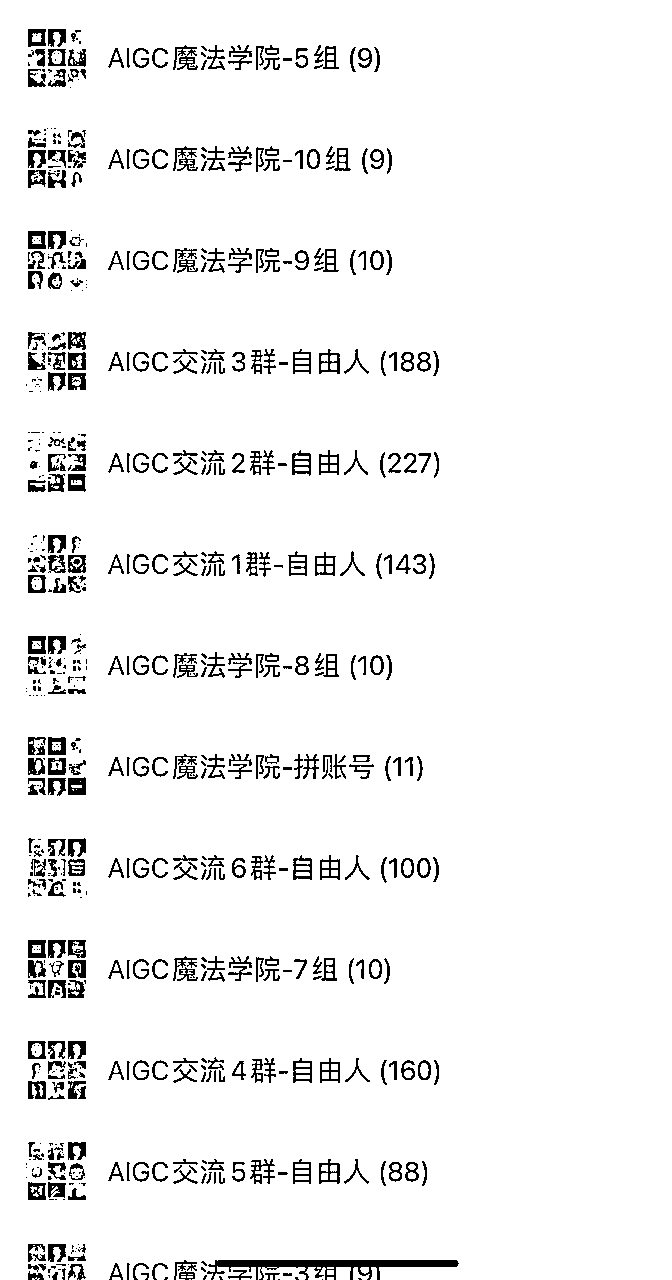 AIGC魔法学院-5组 (9)
AIGC魔法学院-10组 (9)
AIGC魔法学院-9组 (10)
AIGC交流3群-自由人 (188)
AIGC交流2群-自由人 (227)
AIGC交流1群-自由人 (143)
AIGC魔法学院-8组 (10)
AIGC魔法学院-拼账号 (11)
AIGC交流6群-自由人 (100)
AIGC魔法学院-7组 (10)
AIGC交流4群-自由人 (160)
AIGC交流5群-自由人 (88)
AIGC魔法学院-3组 (9)